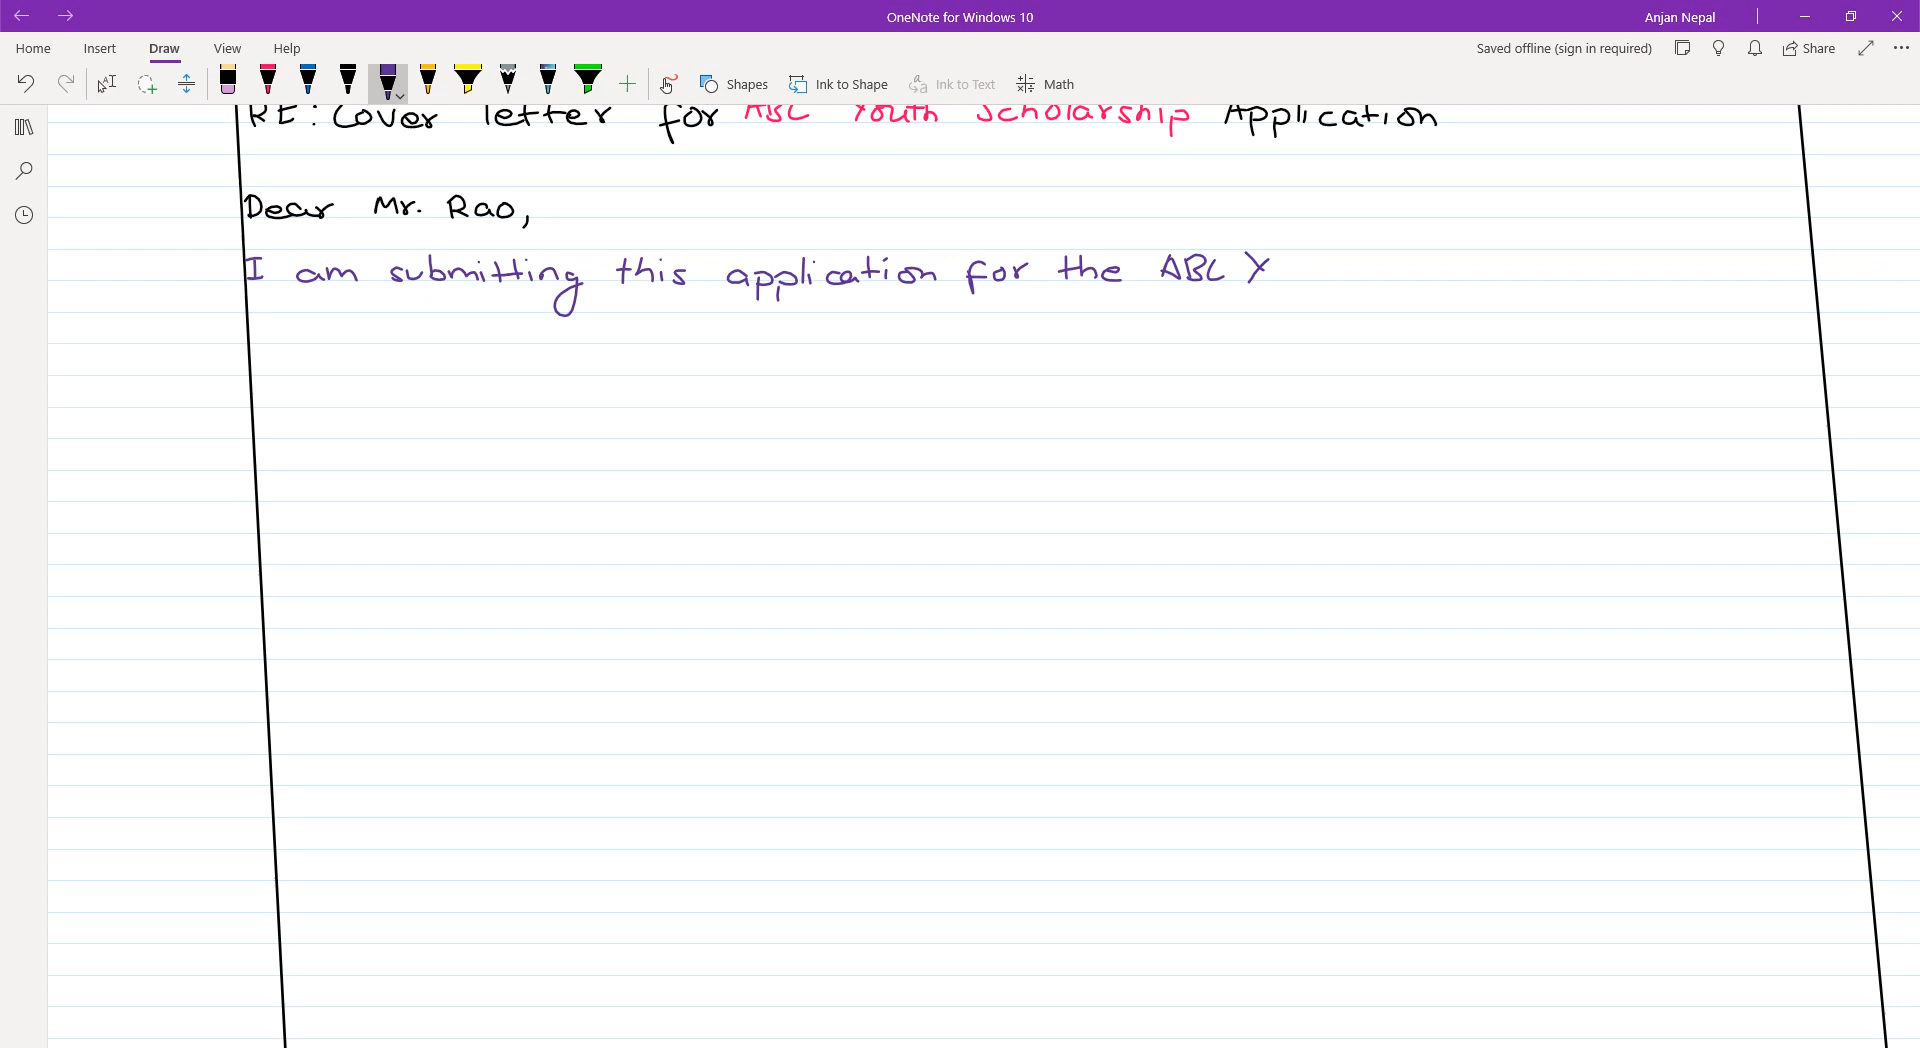 OneNote for Windows 10
Anjan Nepal
Home Insert Draw View Help
Saved offline (sign in required)
Share
Shapes
Ink to Shape
Ink to Text
Math
RE: Cover letter for ABC Youth Scholarship Application
Dear Mr. Rao,
I am submitting this application for the ABC Y